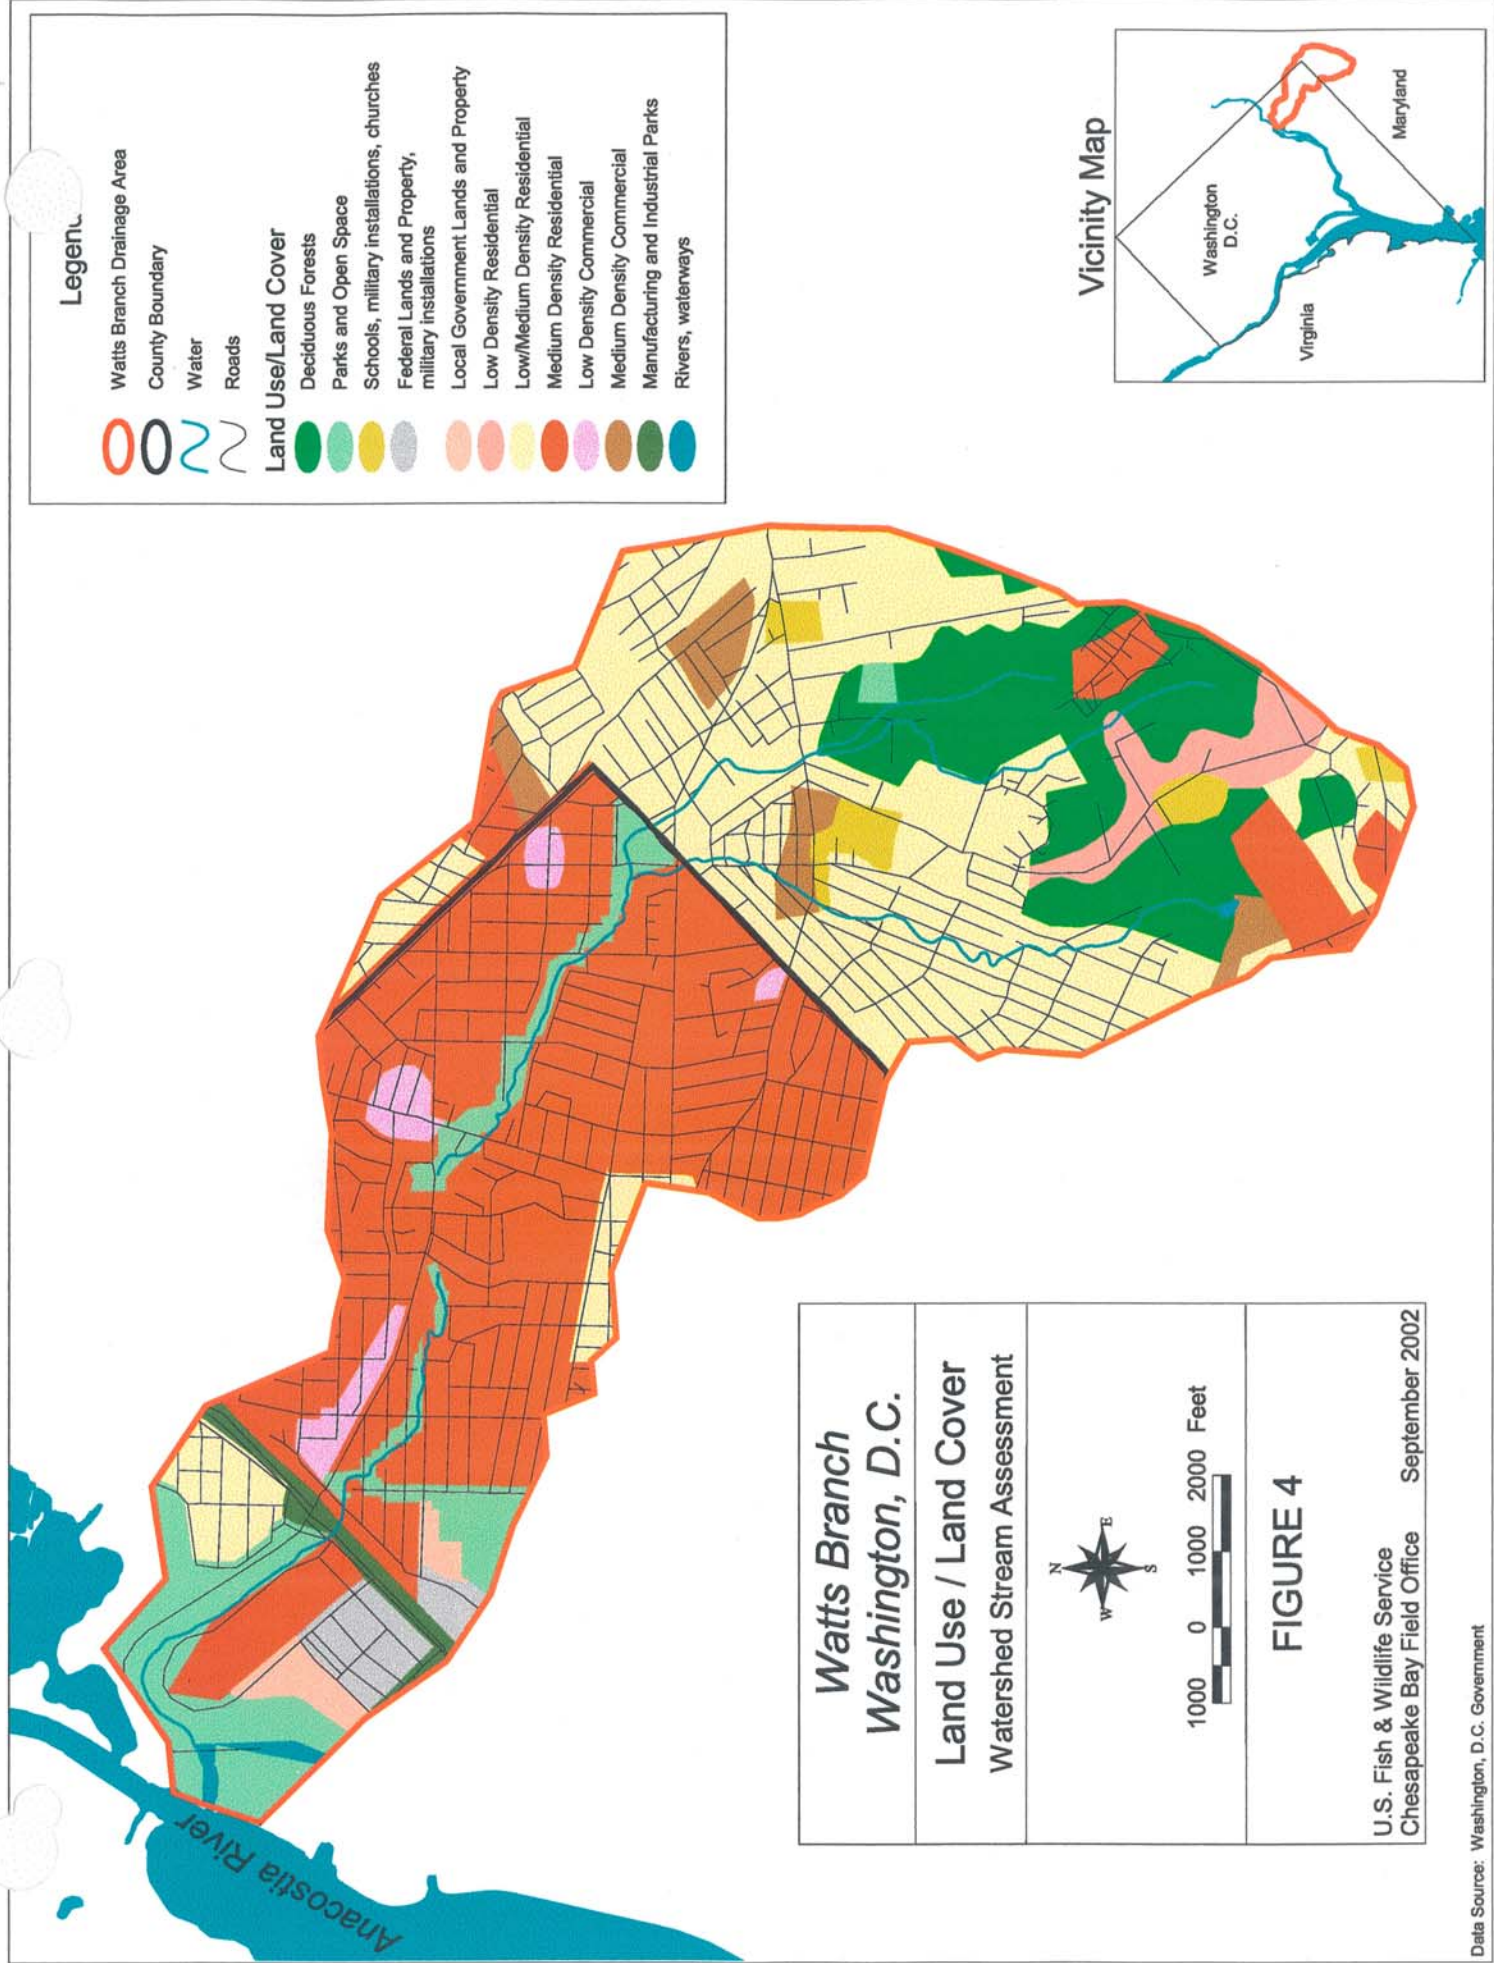 Legend
Watts Branch Drainage Area
County Boundary
Water
Roads
Land Use/Land Cover
Deciduous Forests
Parks and Open Space
Schools, military installations, churches
Federal Lands and Property,
military installations
Local Government Lands and Property
Low Density Residential
Low/Medium Density Residential
Medium Density Residential
Low Density Commercial
Medium Density Commercial
Manufacturing and Industrial Parks
Rivers, waterways
Vicinity Map
Washington
D.C.
Virginia
Maryland
Anacostia River
Watts Branch
Washington, D.C.
Land Use / Land Cover
Watershed Stream Assessment
N
W E
S
1000 0 1000 2000 Feet
FIGURE 4
U.S. Fish & Wildlife Service
Chesapeake Bay Field Office September 2002
Data Source: Washington, D.C. Government